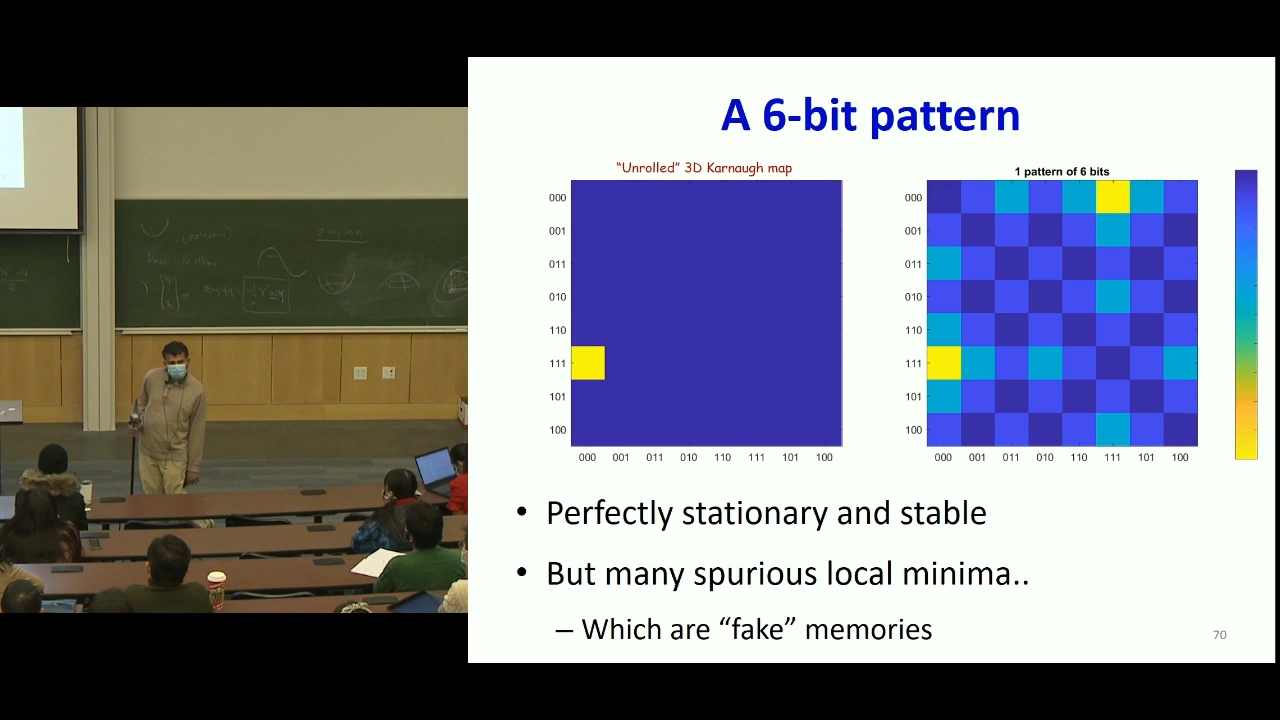 A 6-bit pattern
“Unrolled” 3D Karnaugh map
000
001
011
010
110
111
101
100
000 001 011 010 110 111 101 100
1 pattern of 6 bits
000
001
011
010
110
111
101
100
000 001 011 010 110 111 101 100
• Perfectly stationary and stable
• But many spurious local minima..
– Which are “fake” memories
70